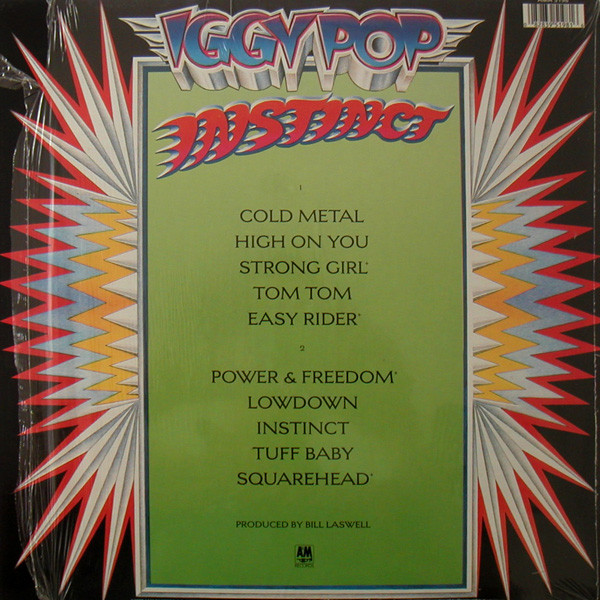 IGGY POP
INSTINCT
1
COLD METAL
HIGH ON YOU
STRONG GIRL*
TOM TOM
EASY RIDER*
2
POWER & FREEDOM*
LOWDOWN
INSTINCT
TUFF BABY
SQUAREHEAD*
PRODUCED BY BILL LASWELL
A&M
RECORDS